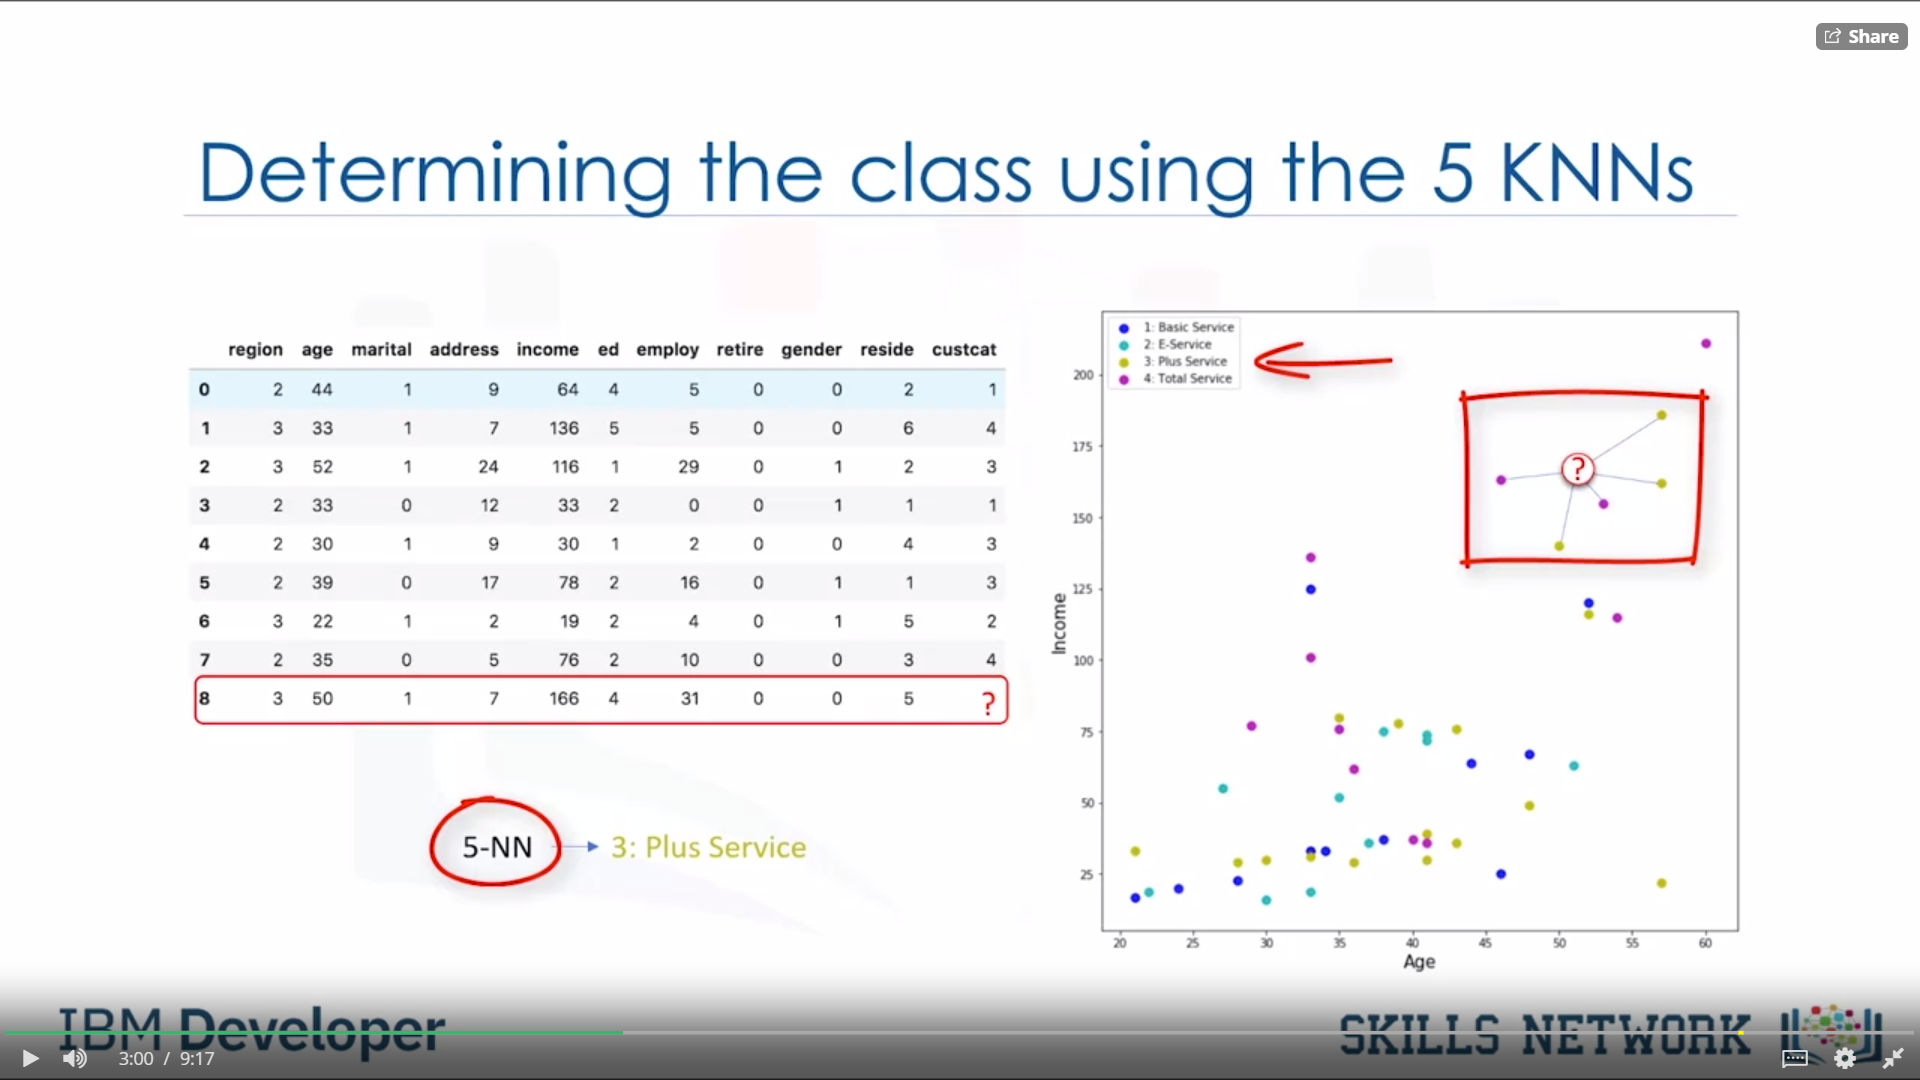 Share
Determining the class using the 5 KNNs
region age marital address income ed employ retire gender reside custcat
0 2 44 1 9 64 4 5 0 0 2 1
1 3 33 1 7 136 5 5 0 0 6 4
2 3 52 1 24 116 1 29 0 1 2 3
3 2 33 0 12 33 2 0 0 1 1 1
4 2 30 1 9 30 1 2 0 0 4 3
5 2 39 0 17 78 2 16 0 1 1 3
6 3 22 1 2 19 2 4 0 1 5 2
7 2 35 0 5 76 2 10 0 0 3 4
8 3 50 1 7 166 4 31 0 0 5 ?
5-NN 3: Plus Service
1: Basic Service
2: E-Service
3: Plus Service
4: Total Service
?
200
175
150
125
100
75
50
25
Income
20 25 30 35 40 45 50 55 60
Age
IBM Developer
SKILLS NETWORK
3:00 / 9:17